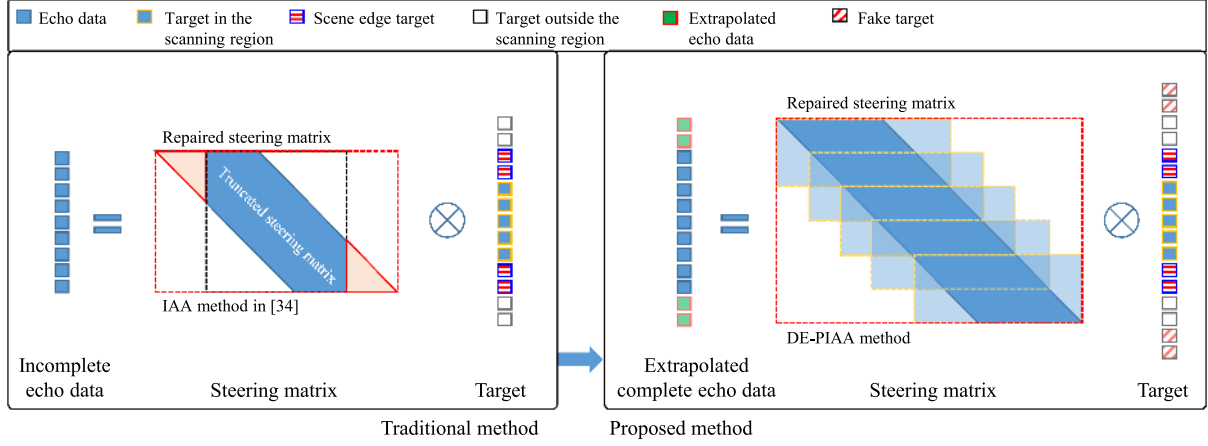 Echo data
Target in the
scanning region
Scene edge target
Target outside the
scanning region
Extrapolated
echo data
Fake target
Repaired steering matrix
Truncated steering matrix
IAA method in [34]
Incomplete
echo data
Steering matrix
Target
Traditional method
Repaired steering matrix
DE-PIAA method
Extrapolated
complete echo data
Steering matrix
Target
Proposed method